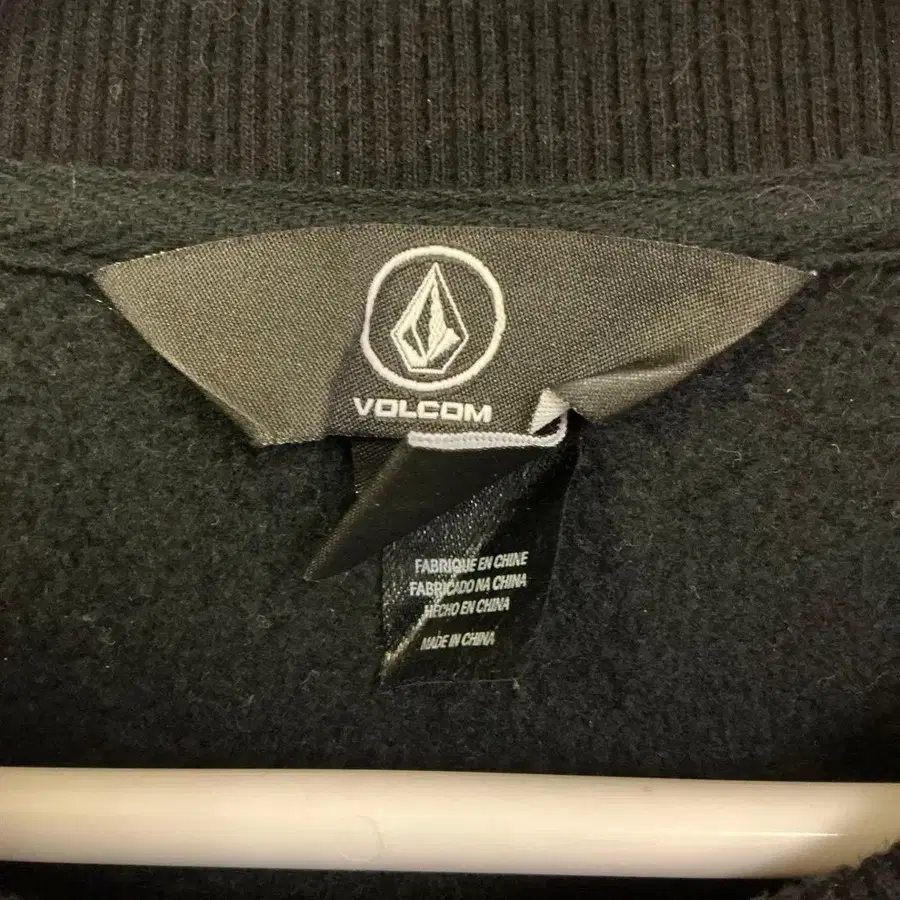 VOLCOM
FABRIQUE EN CHINE
FABRICADO NA CHINA
HECHO EN CHINA
MADE IN CHINA